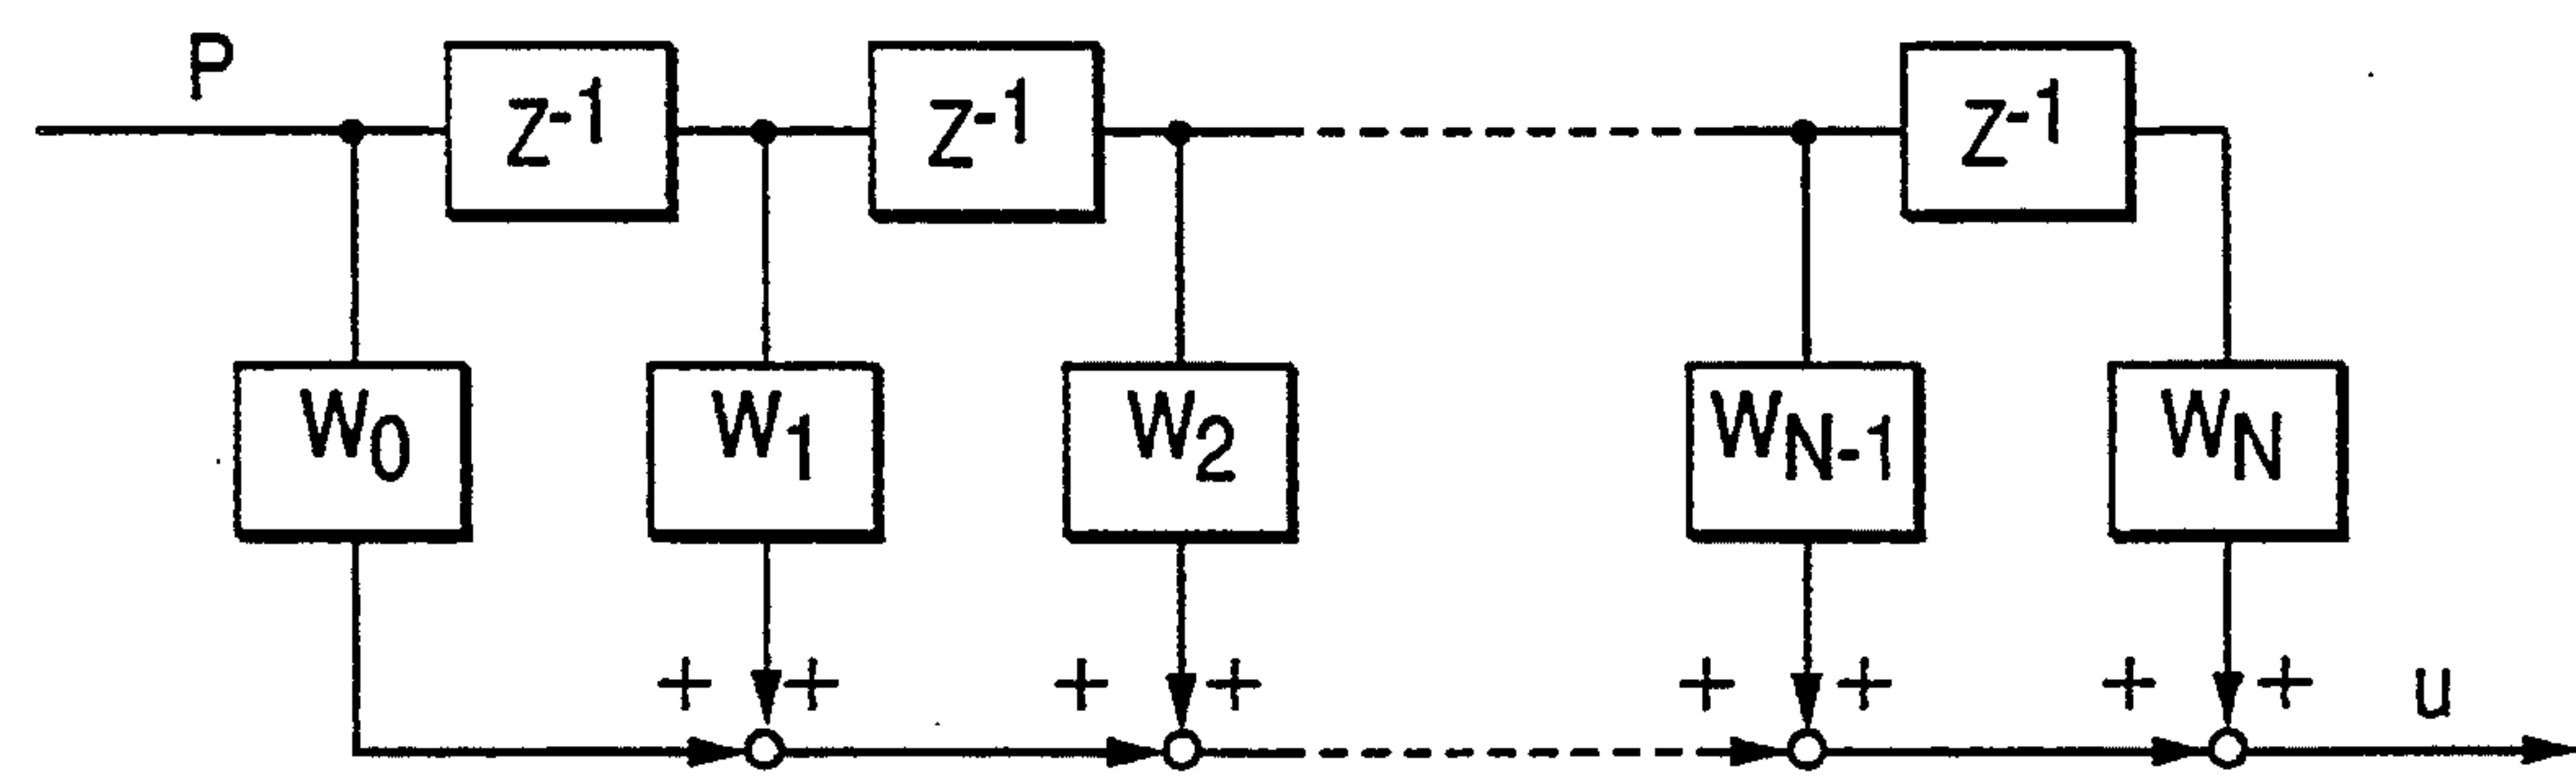 P
Z-1 Z-1 Z-1
W0 W1 W2 WN-1 WN
+ + + + + + + + u